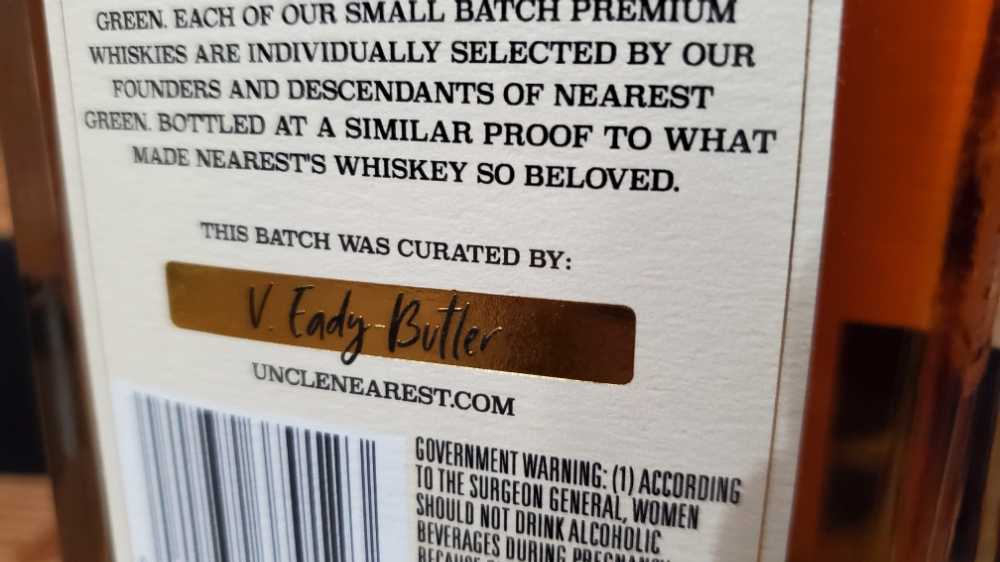 GREEN. EACH OF OUR SMALL BATCH PREMIUM
WHISKIES ARE INDIVIDUALLY SELECTED BY OUR
FOUNDERS AND DESCENDANTS OF NEAREST
GREEN. BOTTLED AT A SIMILAR PROOF TO WHAT
MADE NEAREST'S WHISKEY SO BELOVED.
THIS BATCH WAS CURATED BY:
V. Eady-Butler
UNCLENEAREST.COM
GOVERNMENT WARNING: (1) ACCORDING
TO THE SURGEON GENERAL, WOMEN
SHOULD NOT DRINK ALCOHOLIC
BEVERAGES DURING PREGNANCY
BECAUSE